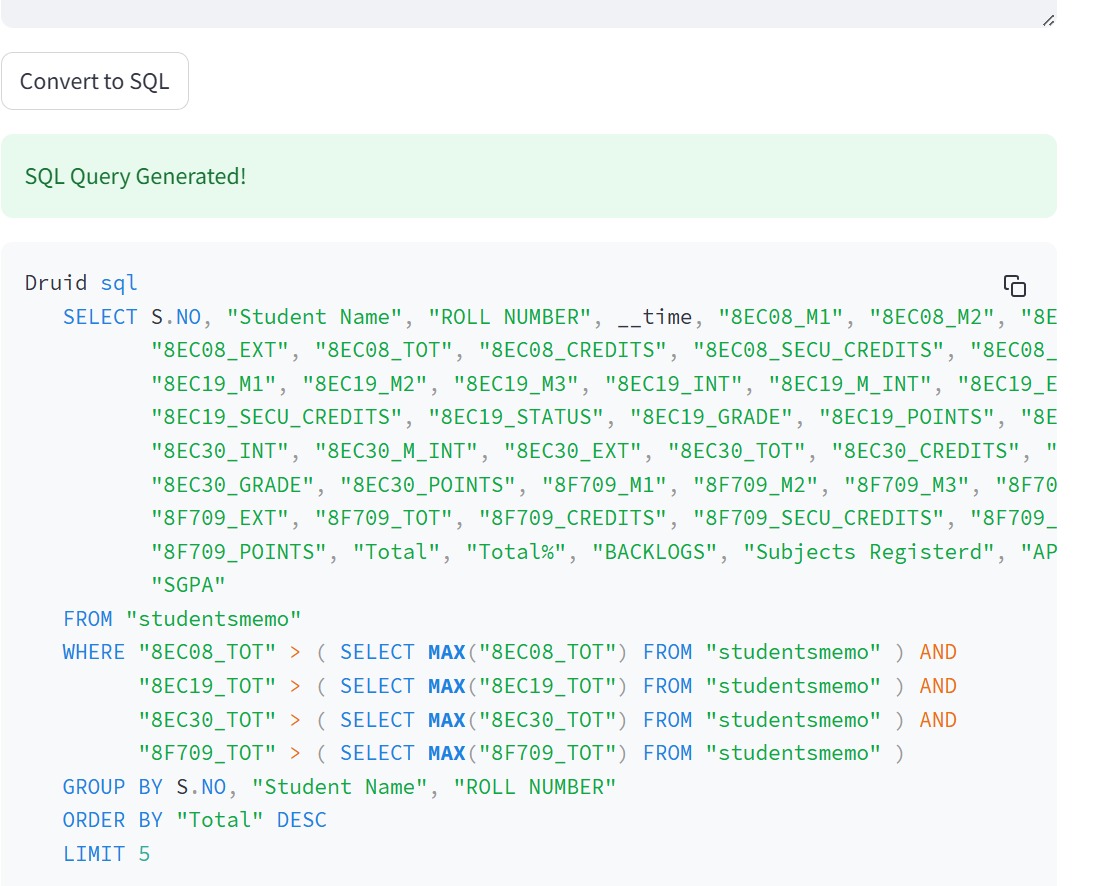 Convert to SQL
SQL Query Generated!
Druid sql
SELECT S.NO, "Student Name", "ROLL NUMBER", __time, "8EC08_M1", "8EC08_M2", "8E
"8EC08_EXT", "8EC08_TOT", "8EC08_CREDITS", "8EC08_SECU_CREDITS", "8EC08_
"8EC19_M1", "8EC19_M2", "8EC19_M3", "8EC19_INT", "8EC19_M_INT", "8EC19_E
"8EC19_SECU_CREDITS", "8EC19_STATUS", "8EC19_GRADE", "8EC19_POINTS", "8E
"8EC30_INT", "8EC30_M_INT", "8EC30_EXT", "8EC30_TOT", "8EC30_CREDITS", "
"8EC30_GRADE", "8EC30_POINTS", "8F709_M1", "8F709_M2", "8F709_M3", "8F70
"8F709_EXT", "8F709_TOT", "8F709_CREDITS", "8F709_SECU_CREDITS", "8F709_
"8F709_POINTS", "Total", "Total%", "BACKLOGS", "Subjects Registerd", "AP
"SGPA"
FROM "studentsmemo"
WHERE "8EC08_TOT" > ( SELECT MAX("8EC08_TOT") FROM "studentsmemo" ) AND
"8EC19_TOT" > ( SELECT MAX("8EC19_TOT") FROM "studentsmemo" ) AND
"8EC30_TOT" > ( SELECT MAX("8EC30_TOT") FROM "studentsmemo" ) AND
"8F709_TOT" > ( SELECT MAX("8F709_TOT") FROM "studentsmemo" )
GROUP BY S.NO, "Student Name", "ROLL NUMBER"
ORDER BY "Total" DESC
LIMIT 5